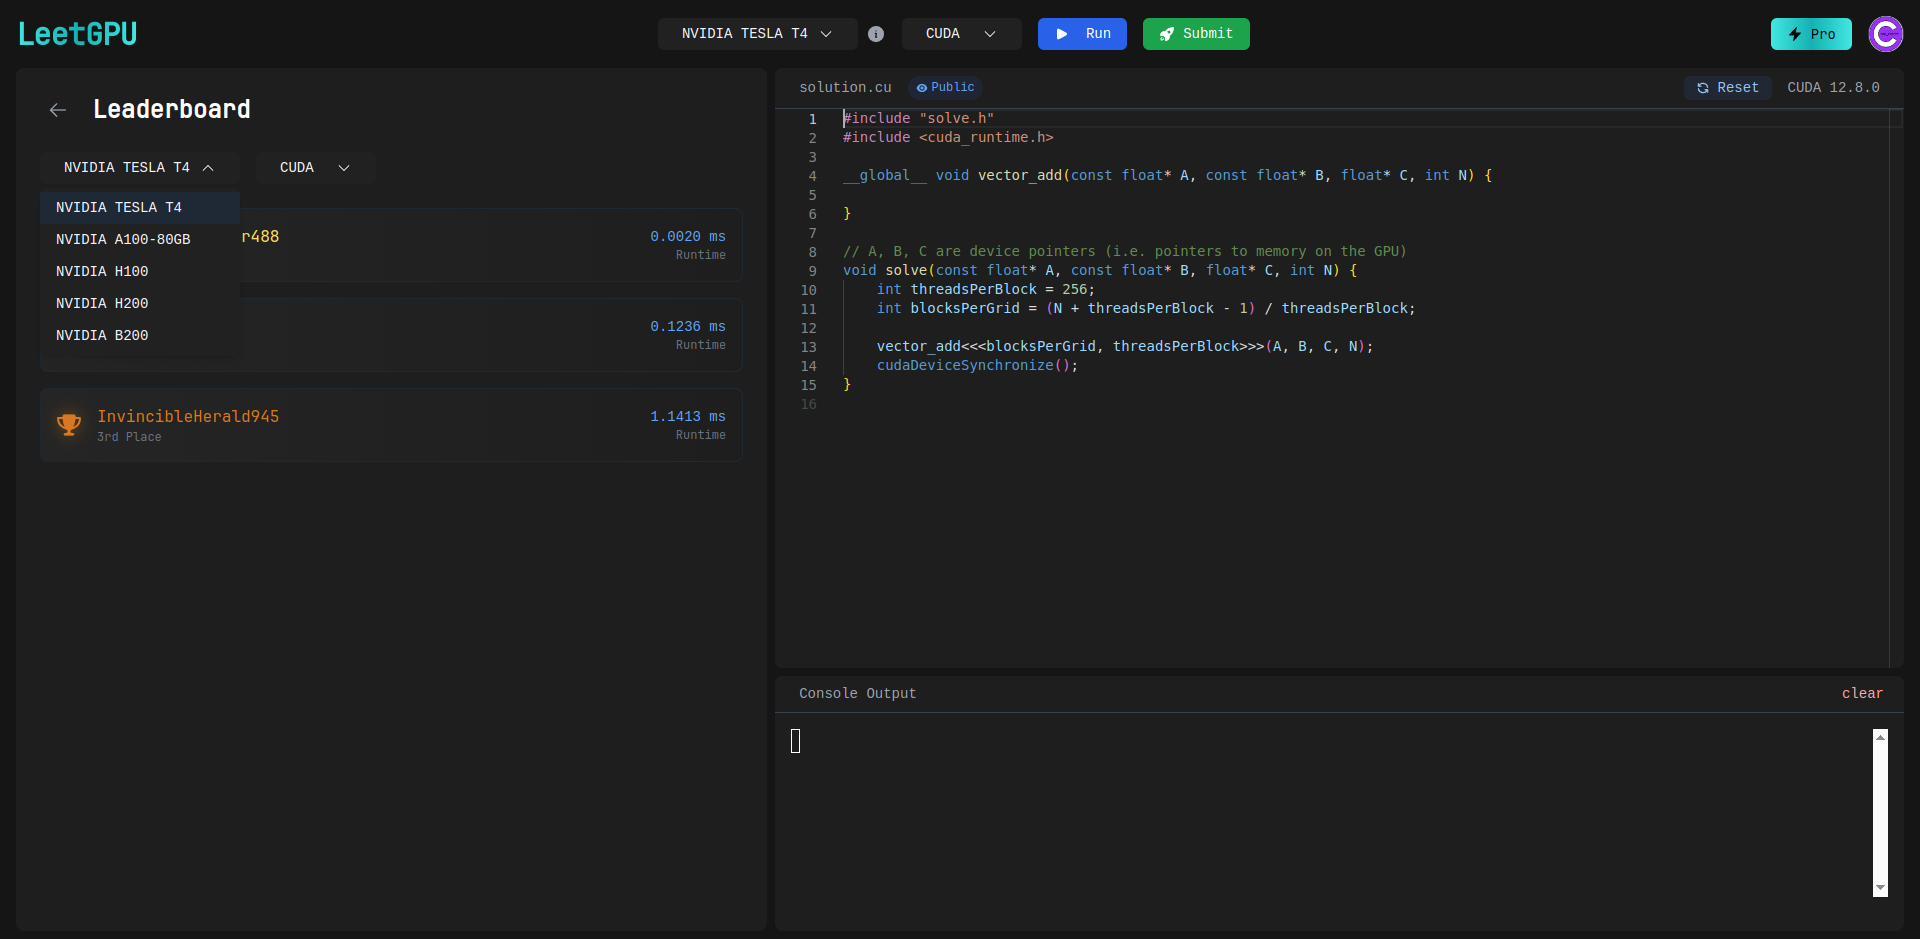 LeetGPU
NVIDIA TESLA T4
CUDA
Run
Submit
Pro
Leaderboard
NVIDIA TESLA T4
CUDA
NVIDIA TESLA T4
NVIDIA A100-80GB
NVIDIA H100
NVIDIA H200
NVIDIA B200
r488
0.0020 ms
Runtime
0.1236 ms
Runtime
InvincibleHerald945
3rd Place
1.1413 ms
Runtime
solution.cu
Public
Reset
CUDA 12.8.0
1 #include "solve.h"
2 #include <cuda_runtime.h>
3
4 __global__ void vector_add(const float* A, const float* B, float* C, int N) {
5
6 }
7
8 // A, B, C are device pointers (i.e. pointers to memory on the GPU)
9 void solve(const float* A, const float* B, float* C, int N) {
10     int threadsPerBlock = 256;
11     int blocksPerGrid = (N + threadsPerBlock - 1) / threadsPerBlock;
12
13     vector_add<<<blocksPerGrid, threadsPerBlock>>>(A, B, C, N);
14     cudaDeviceSynchronize();
15 }
16
Console Output
clear